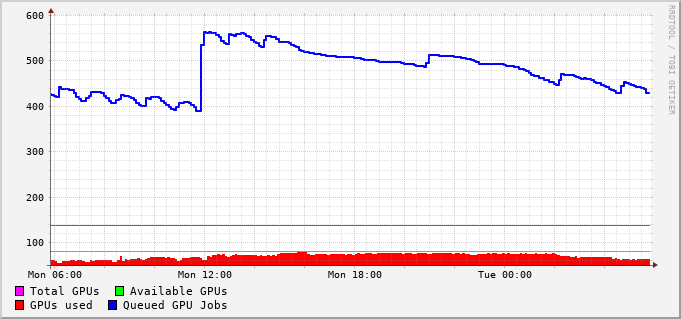 600
500
400
300
200
100
Mon 06:00 Mon 12:00 Mon 18:00 Tue 00:00
Total GPUs Available GPUs
GPUs used Queued GPU Jobs
RRDTOOL / TOBI OETIKER